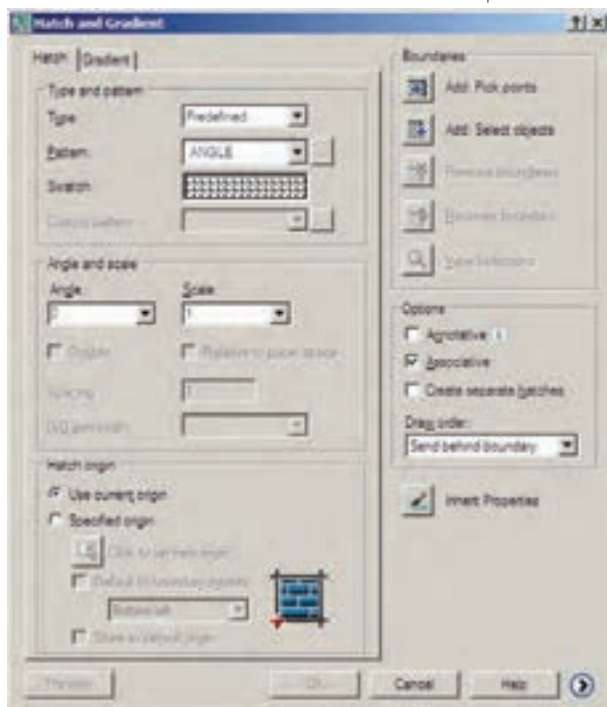 Hatch and Gradient
Hatch
Gradient
Type and pattern
Type:
Predefined
Pattern:
ANGLE
Swatch:
Custom pattern:
Angle and scale
Angle:
Scale:
0
1
Double
Relative to paper space
Spacing:
1
ISO pen width:
Hatch origin
Use current origin
Specified origin
Click to set new origin
Default to boundary extents
Bottom left
Store as default origin
Boundaries
Add: Pick points
Add: Select objects
Remove boundaries
Recreate boundary
View Selections
Options
Annotative
Associative
Create separate hatches
Draw order:
Send behind boundary
Inherit Properties
Preview
OK
Cancel
Help